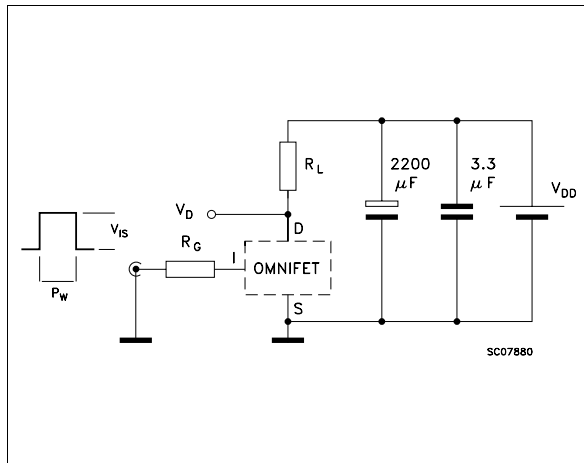 R_L
2200 µF
3.3 µF
V_DD
V_D
D
V_IS
R_G
I
OMNIFET
P_W
S
SC07880